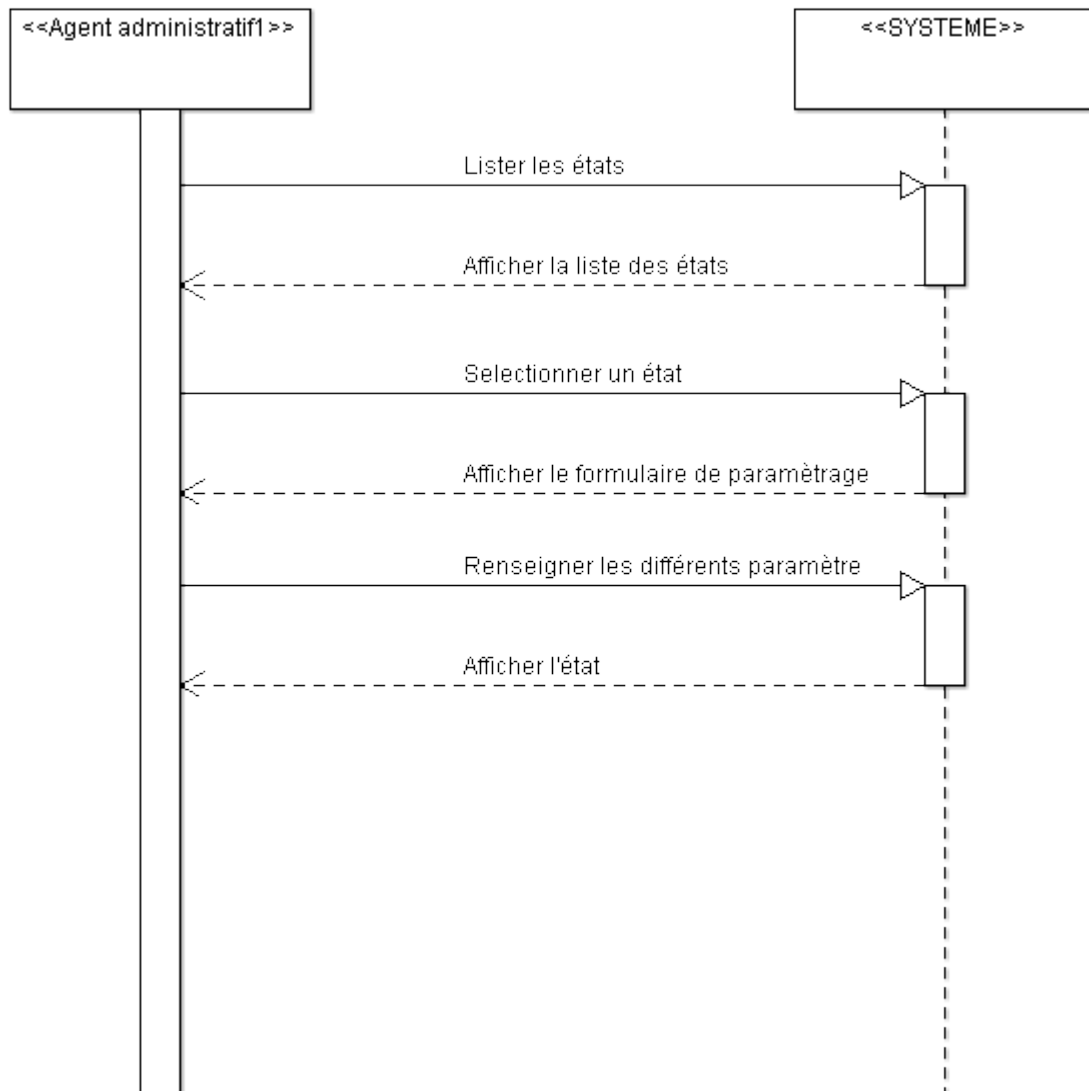 <<Agent administratif1>>
<<SYSTEME>>
Lister les états
Afficher la liste des états
Selectionner un état
Afficher le formulaire de paramètrage
Renseigner les différents paramètre
Afficher l'état